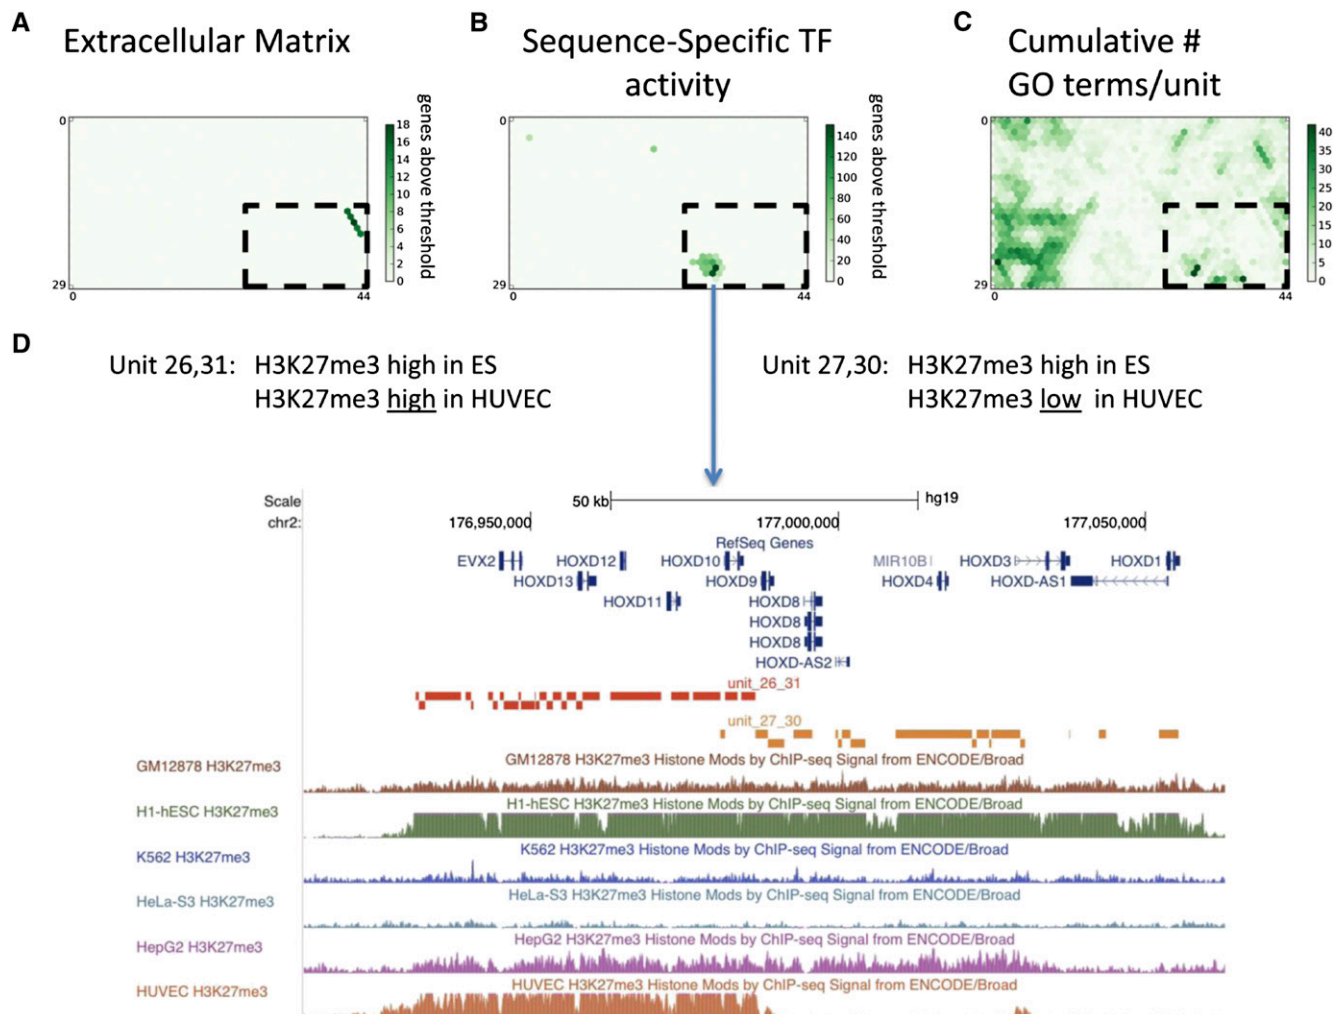 A
Extracellular Matrix
0
29
0
44
18
16
14
12
10
8
6
4
2
0
genes above threshold
B
Sequence-Specific TF
activity
0
29
0
44
140
120
100
80
60
40
20
0
genes above threshold
C
Cumulative #
GO terms/unit
0
29
0
44
40
35
30
25
20
15
10
5
0
D
Unit 26,31: H3K27me3 high in ES
H3K27me3 high in HUVEC
Unit 27,30: H3K27me3 high in ES
H3K27me3 low in HUVEC
Scale
50 kb
hg19
chr2:
176,950,000
177,000,000
177,050,000
RefSeq Genes
EVX2
HOXD12
HOXD10
MIR10B
HOXD3
HOXD1
HOXD13
HOXD9
HOXD4
HOXD-AS1
HOXD11
HOXD8
HOXD8
HOXD8
HOXD-AS2
unit_26_31
unit_27_30
GM12878 H3K27me3
GM12878 H3K27me3 Histone Mods by ChIP-seq Signal from ENCODE/Broad
H1-hESC H3K27me3
H1-hESC H3K27me3 Histone Mods by ChIP-seq Signal from ENCODE/Broad
K562 H3K27me3
K562 H3K27me3 Histone Mods by ChIP-seq Signal from ENCODE/Broad
HeLa-S3 H3K27me3
HeLa-S3 H3K27me3 Histone Mods by ChIP-seq Signal from ENCODE/Broad
HepG2 H3K27me3
HepG2 H3K27me3 Histone Mods by ChIP-seq Signal from ENCODE/Broad
HUVEC H3K27me3
HUVEC H3K27me3 Histone Mods by ChIP-seq Signal from ENCODE/Broad